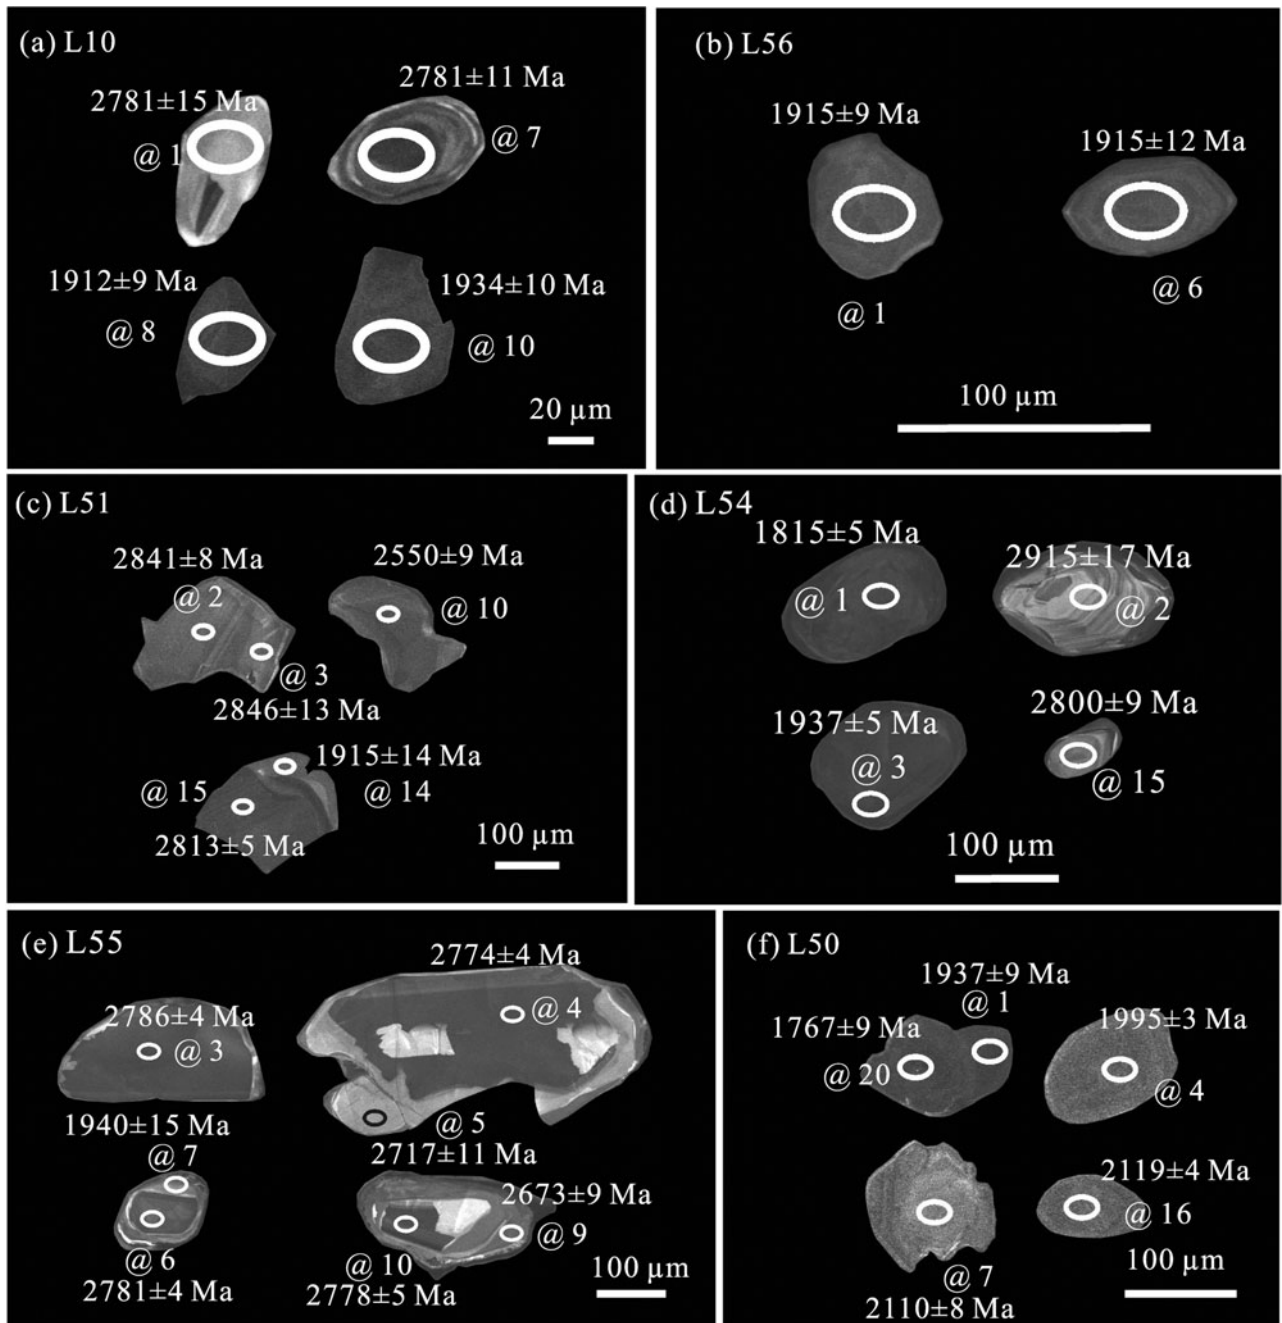 (a) L10
2781±15 Ma
@ 1
2781±11 Ma
@ 7
1912±9 Ma
@ 8
1934±10 Ma
@ 10
20 µm
(b) L56
1915±9 Ma
@ 1
1915±12 Ma
@ 6
100 µm
(c) L51
2841±8 Ma
@ 2
@ 3
2846±13 Ma
2550±9 Ma
@ 10
1915±14 Ma
@ 14
@ 15
2813±5 Ma
100 µm
(d) L54
1815±5 Ma
@ 1
2915±17 Ma
@ 2
1937±5 Ma
@ 3
2800±9 Ma
@ 15
100 µm
(e) L55
2786±4 Ma
@ 3
2774±4 Ma
@ 4
@ 5
2717±11 Ma
1940±15 Ma
@ 7
@ 6
2781±4 Ma
2673±9 Ma
@ 9
@ 10
2778±5 Ma
100 µm
(f) L50
1937±9 Ma
@ 1
1767±9 Ma
@ 20
1995±3 Ma
@ 4
2119±4 Ma
@ 16
@ 7
2110±8 Ma
100 µm